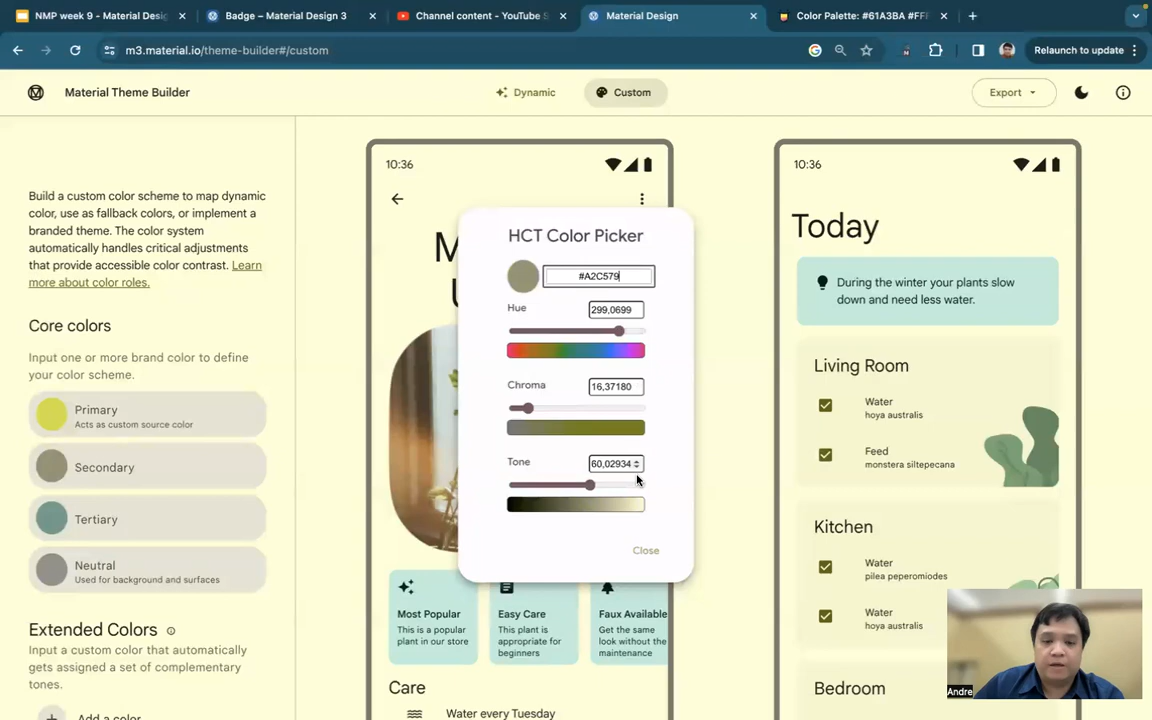 NMP week 9 - Material Desig
Badge – Material Design 3
Channel content - YouTube S
Material Design
Color Palette: #61A3BA #FFF
m3.material.io/theme-builder#/custom
Relaunch to update
Material Theme Builder
Dynamic
Custom
Export
Build a custom color scheme to map dynamic
color, use as fallback colors, or implement a
branded theme. The color system
automatically handles critical adjustments
that provide accessible color contrast. Learn
more about color roles.
Core colors
Input one or more brand color to define
your color scheme.
Primary
Acts as custom source color
Secondary
Tertiary
Neutral
Used for background and surfaces
Extended Colors
Input a custom color that automatically
gets assigned a set of complementary
tones.
Add a color
10:36
M
HCT Color Picker
#A2C579
Hue
299,0699
Chroma
16,37180
Tone
60,02934
Close
Most Popular
This is a popular
plant in our store
Easy Care
This plant is
appropriate for
beginners
Faux Available
Get the same
look without the
maintenance
Care
Water every Tuesday
10:36
Today
During the winter your plants slow
down and need less water.
Living Room
Water
hoya australis
Feed
monstera siltepecana
Kitchen
Water
pilea peperomiodes
Water
hoya australis
Bedroom
Andre